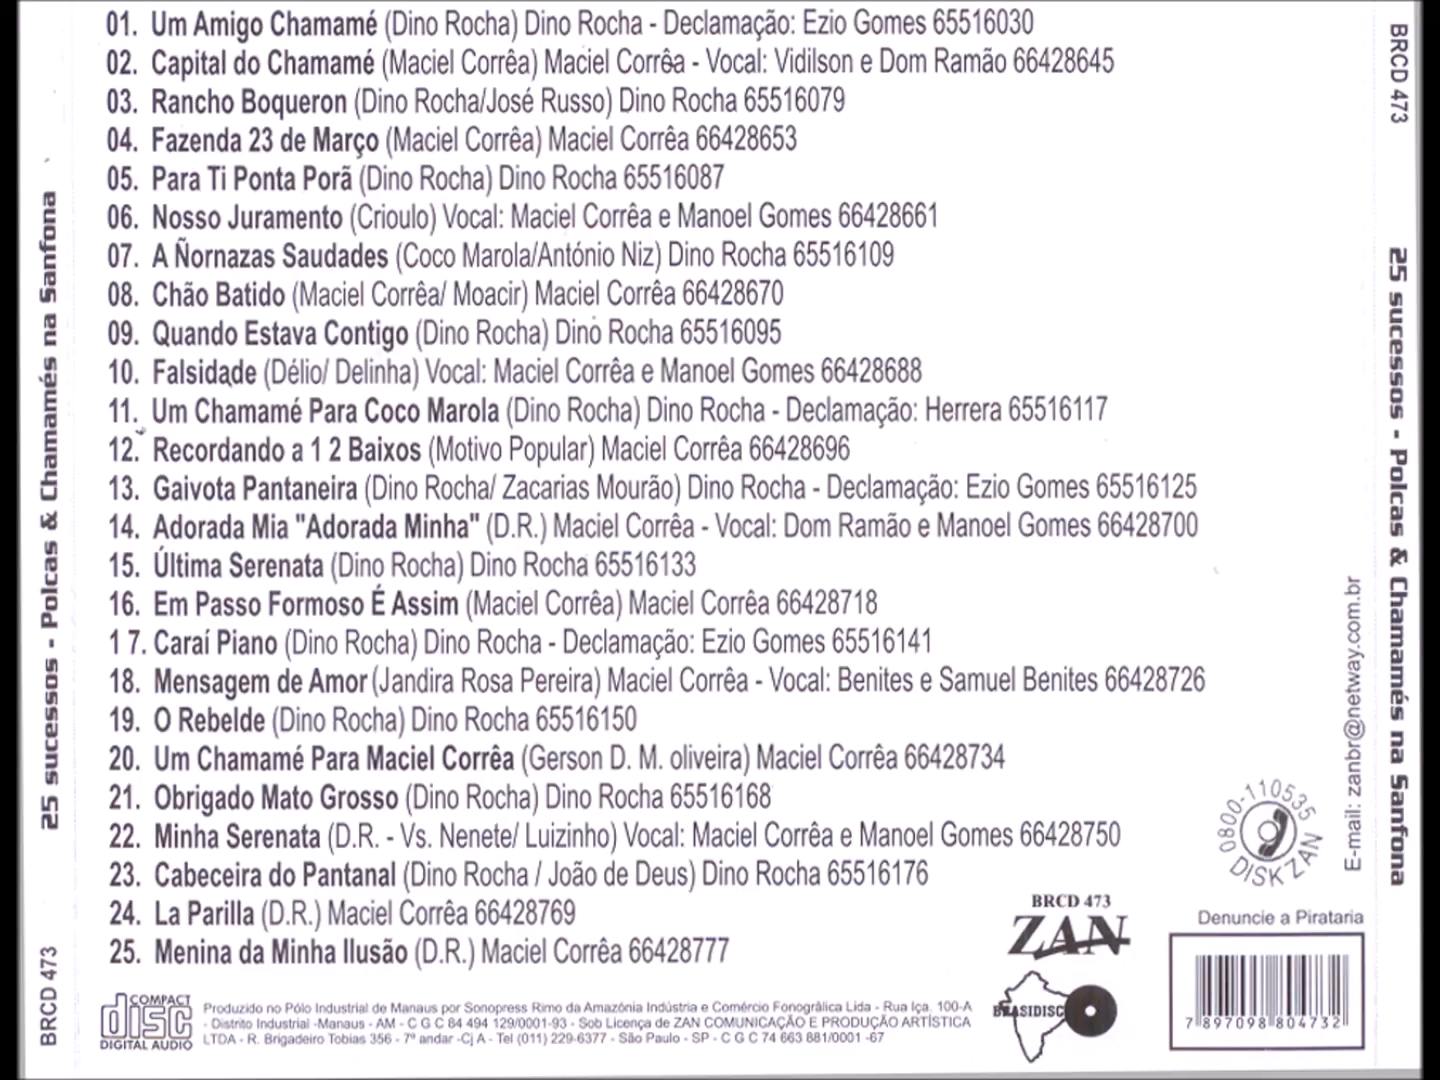 01. Um Amigo Chamamé (Dino Rocha) Dino Rocha - Declamação: Ezio Gomes 65516030
02. Capital do Chamamé (Maciel Corrêa) Maciel Corrêa - Vocal: Vidilson e Dom Ramão 66428645
03. Rancho Boqueron (Dino Rocha/José Russo) Dino Rocha 65516079
04. Fazenda 23 de Março (Maciel Corrêa) Maciel Corrêa 66428653
05. Para Ti Ponta Porã (Dino Rocha) Dino Rocha 65516087
06. Nosso Juramento (Crioulo) Vocal: Maciel Corrêa e Manoel Gomes 66428661
07. A Ñornazas Saudades (Coco Marola/António Niz) Dino Rocha 65516109
08. Chão Batido (Maciel Corrêa/ Moacir) Maciel Corrêa 66428670
09. Quando Estava Contigo (Dino Rocha) Dino Rocha 65516095
10. Falsidade (Délio/ Delinha) Vocal: Maciel Corrêa e Manoel Gomes 66428688
11. Um Chamamé Para Coco Marola (Dino Rocha) Dino Rocha - Declamação: Herrera 65516117
12. Recordando a 1 2 Baixos (Motivo Popular) Maciel Corrêa 66428696
13. Gaivota Pantaneira (Dino Rocha/ Zacarias Mourão) Dino Rocha - Declamação: Ezio Gomes 65516125
14. Adorada Mia "Adorada Minha" (D.R.) Maciel Corrêa - Vocal: Dom Ramão e Manoel Gomes 66428700
15. Última Serenata (Dino Rocha) Dino Rocha 65516133
16. Em Passo Formoso É Assim (Maciel Corrêa) Maciel Corrêa 66428718
1 7. Caraí Piano (Dino Rocha) Dino Rocha - Declamação: Ezio Gomes 65516141
18. Mensagem de Amor (Jandira Rosa Pereira) Maciel Corrêa - Vocal: Benites e Samuel Benites 66428726
19. O Rebelde (Dino Rocha) Dino Rocha 65516150
20. Um Chamamé Para Maciel Corrêa (Gerson D. M. oliveira) Maciel Corrêa 66428734
21. Obrigado Mato Grosso (Dino Rocha) Dino Rocha 65516168
22. Minha Serenata (D.R. - Vs. Nenete/ Luizinho) Vocal: Maciel Corrêa e Manoel Gomes 66428750
23. Cabeceira do Pantanal (Dino Rocha / João de Deus) Dino Rocha 65516176
24. La Parilla (D.R.) Maciel Corrêa 66428769
25. Menina da Minha Ilusão (D.R.) Maciel Corrêa 66428777
25 sucessos - Polcas & Chamamés na Sanfona
BRCD 473
BRCD 473
25 sucessos - Polcas & Chamamés na Sanfona
E-mail: zanbr@netway.com.br
0800-110535
DISK ZAN
Denuncie a Pirataria
7 897098 804732
BRCD 473
ZAN
BRASIDISC
COMPACT
disc
DIGITAL AUDIO
Produzido no Pólo Industrial de Manaus por Sonopress Rimo da Amazônia Indústria e Comércio Fonográfica Ltda - Rua Iça. 100-A
- Distrito Industrial -Manaus - AM - C G C 84 494 129/0001-93 - Sob Licença de ZAN COMUNICAÇÃO E PRODUÇÃO ARTÍSTICA
LTDA - R. Brigadeiro Tobias 356 - 7º andar -Cj A - Tel (011) 229-6377 - São Paulo - SP - C G C 74 663 881/0001 -67